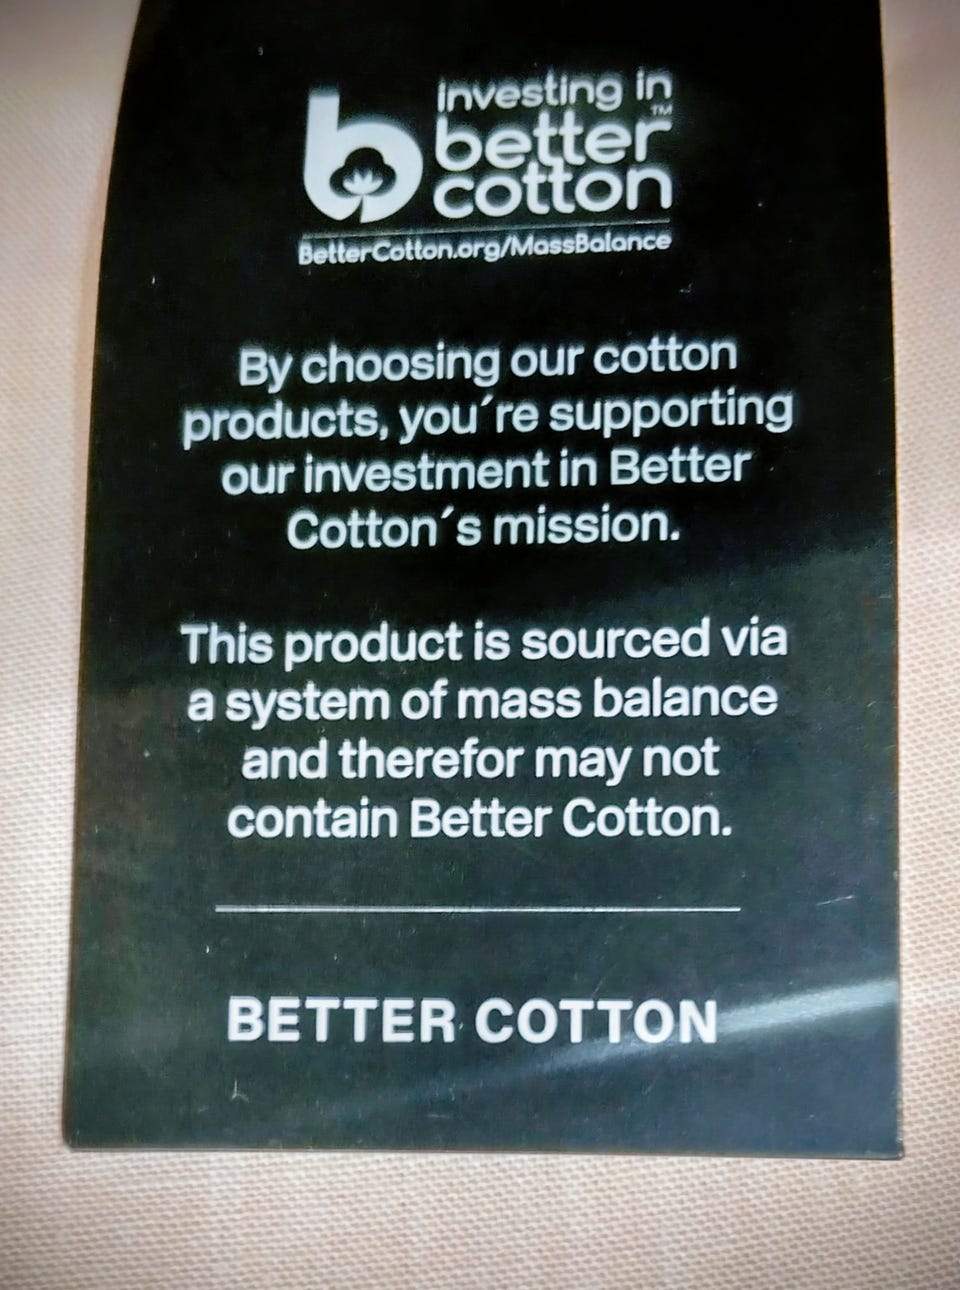 investing in
better™
cotton
BetterCotton.org/MassBalance
By choosing our cotton
products, you´re supporting
our investment in Better
Cotton´s mission.
This product is sourced via
a system of mass balance
and therefor may not
contain Better Cotton.
BETTER COTTON